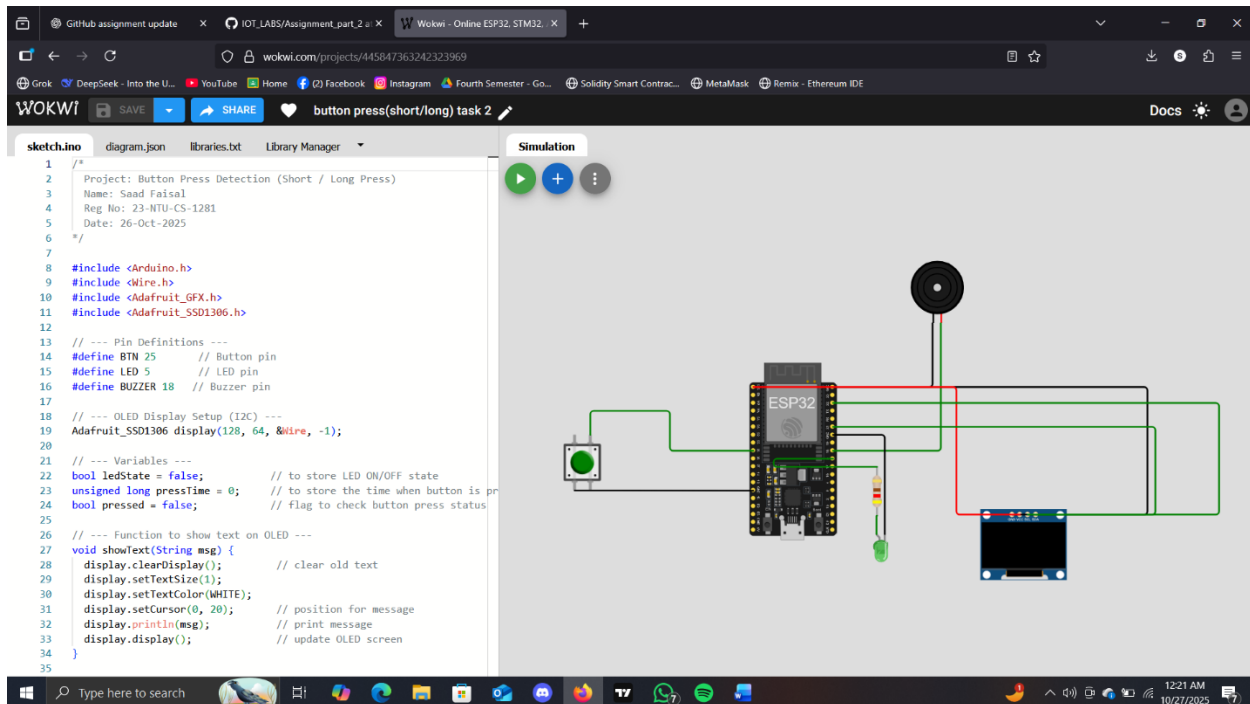 GitHub assignment update
IOT_LABS/Assignment_part_2 at
Wokwi - Online ESP32, STM32,
wokwi.com/projects/445847363242323969
Grok DeepSeek - Into the U... YouTube Home (2) Facebook Instagram Fourth Semester - Go... Solidity Smart Contrac... MetaMask Remix - Ethereum IDE
WOKWI SAVE SHARE button press(short/long) task 2 Docs
sketch.ino diagram.json libraries.txt Library Manager Simulation
1 /*
2 Project: Button Press Detection (Short / Long Press)
3 Name: Saad Faisal
4 Reg No: 23-NTU-CS-1281
5 Date: 26-Oct-2025
6 */
7
8 #include <Arduino.h>
9 #include <Wire.h>
10 #include <Adafruit_GFX.h>
11 #include <Adafruit_SSD1306.h>
12
13 // --- Pin Definitions ---
14 #define BTN 25 // Button pin
15 #define LED 5 // LED pin
16 #define BUZZER 18 // Buzzer pin
17
18 // --- OLED Display Setup (I2C) ---
19 Adafruit_SSD1306 display(128, 64, &Wire, -1);
20
21 // --- Variables ---
22 bool ledState = false; // to store LED ON/OFF state
23 unsigned long pressTime = 0; // to store the time when button is pr
24 bool pressed = false; // flag to check button press status
25
26 // --- Function to show text on OLED ---
27 void showText(String msg) {
28 display.clearDisplay(); // clear old text
29 display.setTextSize(1);
30 display.setTextColor(WHITE);
31 display.setCursor(0, 20); // position for message
32 display.println(msg); // print message
33 display.display(); // update OLED screen
34 }
35
ESP32
Type here to search
12:21 AM
10/27/2025